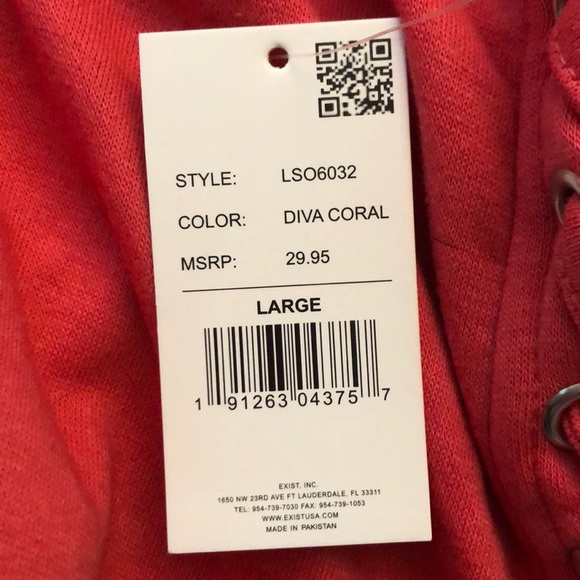 STYLE: LSO6032
COLOR: DIVA CORAL
MSRP: 29.95
LARGE
1 91263 04375 7
EXIST, INC.
1650 NW 23RD AVE FT LAUDERDALE, FL 33311
TEL: 954-739-7030 FAX: 954-739-1053
WWW.EXISTUSA.COM
MADE IN PAKISTAN